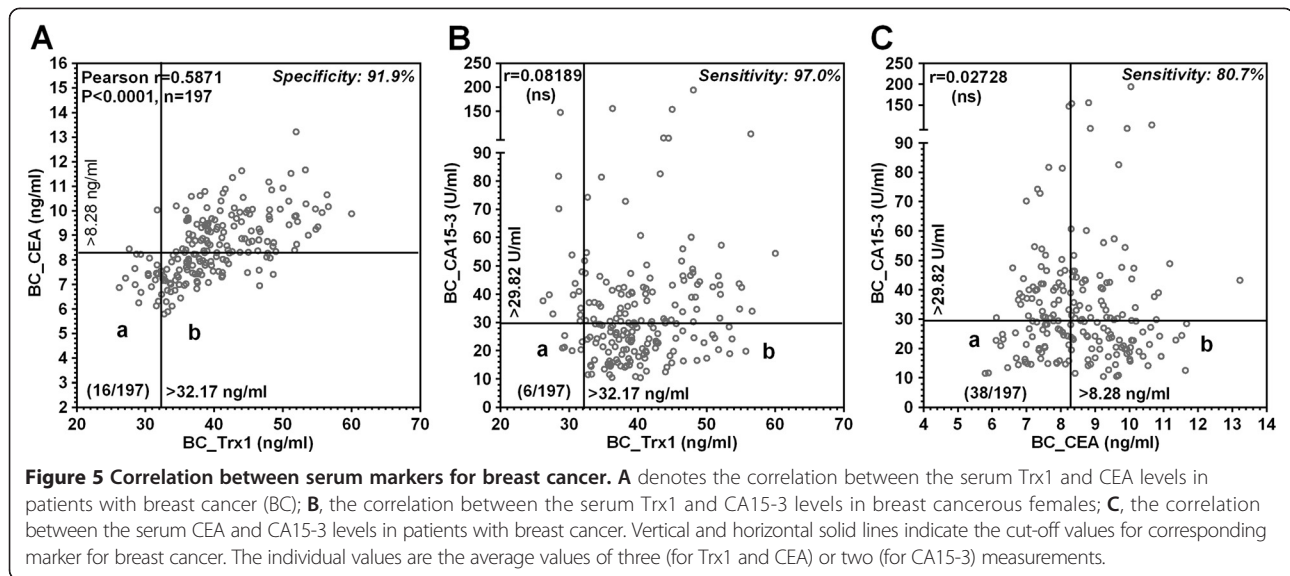 A
16
15
14
13
12
11
10
9
8
7
6
5
4
3
2
BC_CEA (ng/ml)
Pearson r=0.5871
P<0.0001, n=197
Specificity: 91.9%
>8.28 ng/ml
a
b
(16/197)
>32.17 ng/ml
20 30 40 50 60 70
BC_Trx1 (ng/ml)
B
250
200
150
90
80
70
60
50
40
30
20
10
0
BC_CA15-3 (U/ml)
r=0.08189
(ns)
Sensitivity: 97.0%
>29.82 U/ml
a
b
(6/197)
>32.17 ng/ml
20 30 40 50 60 70
BC_Trx1 (ng/ml)
C
250
200
150
90
80
70
60
50
40
30
20
10
0
BC_CA15-3 (U/ml)
r=0.02728
(ns)
Sensitivity: 80.7%
>29.82 U/ml
a
b
(38/197)
>8.28 ng/ml
4 5 6 7 8 9 10 11 12 13 14
BC_CEA (ng/ml)
Figure 5 Correlation between serum markers for breast cancer. A denotes the correlation between the serum Trx1 and CEA levels in
patients with breast cancer (BC); B, the correlation between the serum Trx1 and CA15-3 levels in breast cancerous females; C, the correlation
between the serum CEA and CA15-3 levels in patients with breast cancer. Vertical and horizontal solid lines indicate the cut-off values for corresponding
marker for breast cancer. The individual values are the average values of three (for Trx1 and CEA) or two (for CA15-3) measurements.